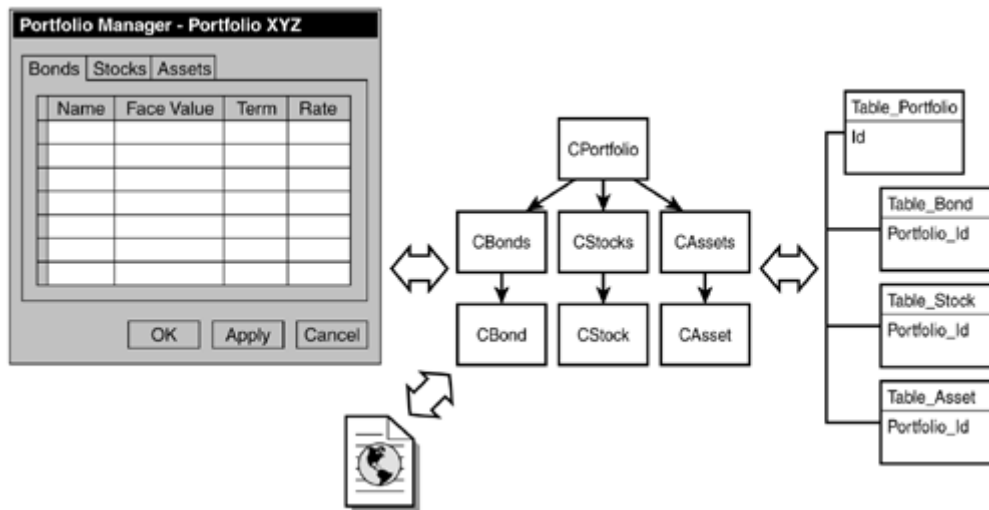 Portfolio Manager - Portfolio XYZ
Bonds Stocks Assets
Name Face Value Term Rate
OK Apply Cancel
CPortfolio
CBonds CStocks CAssets
CBond CStock CAsset
Table_Portfolio
Id
Table_Bond
Portfolio_Id
Table_Stock
Portfolio_Id
Table_Asset
Portfolio_Id